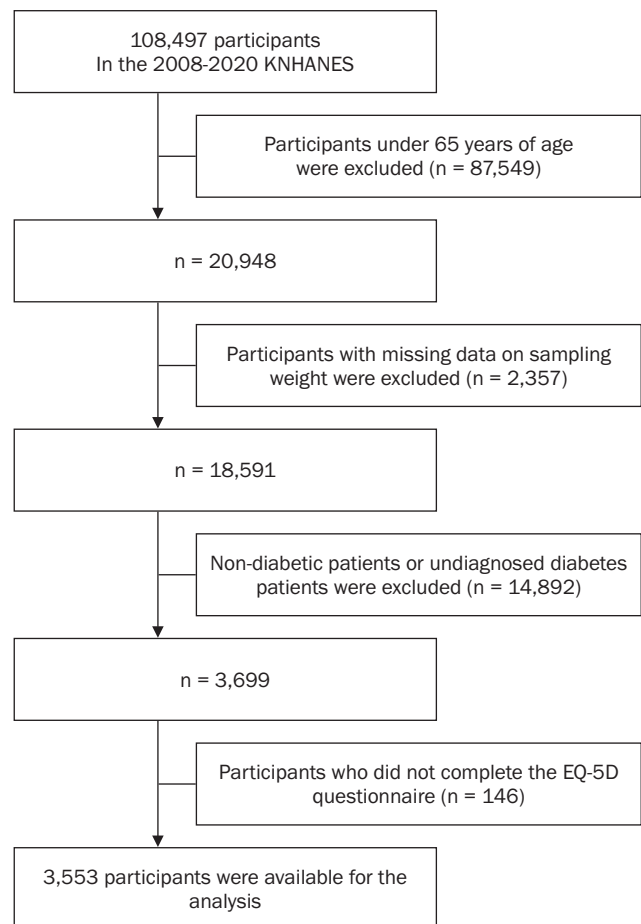 108,497 participants
In the 2008-2020 KNHANES
Participants under 65 years of age
were excluded (n = 87,549)
n = 20,948
Participants with missing data on sampling
weight were excluded (n = 2,357)
n = 18,591
Non-diabetic patients or undiagnosed diabetes
patients were excluded (n = 14,892)
n = 3,699
Participants who did not complete the EQ-5D
questionnaire (n = 146)
3,553 participants were available for the
analysis